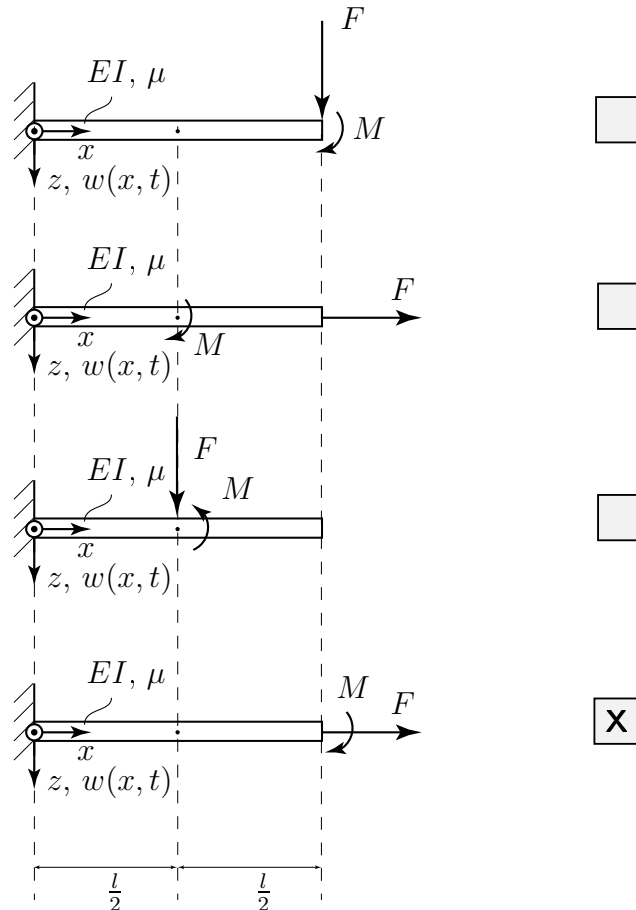 F
EI, μ
M
x
z, w(x, t)
EI, μ
F
x
M
z, w(x, t)
F
EI, μ
M
x
z, w(x, t)
EI, μ
M
F
x
x
z, w(x, t)
l/2
l/2